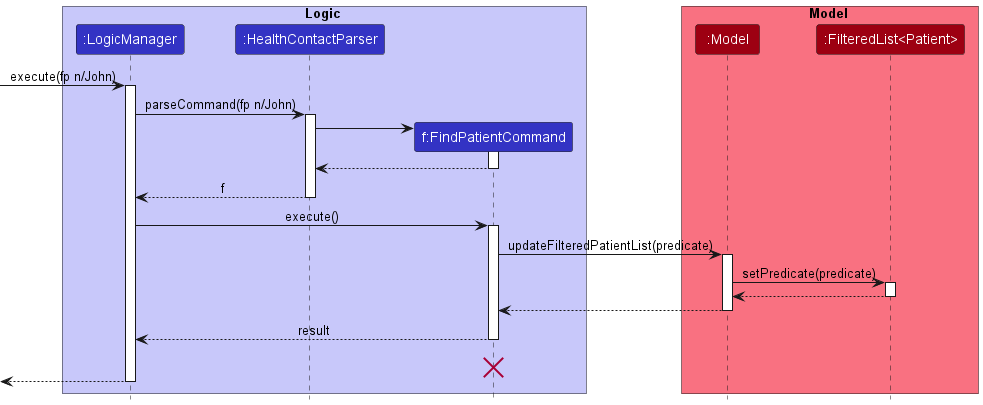 Logic
Model
:LogicManager
:HealthContactParser
:Model
:FilteredList<Patient>
execute(fp n/John)
parseCommand(fp n/John)
f:FindPatientCommand
f
execute()
updateFilteredPatientList(predicate)
setPredicate(predicate)
result